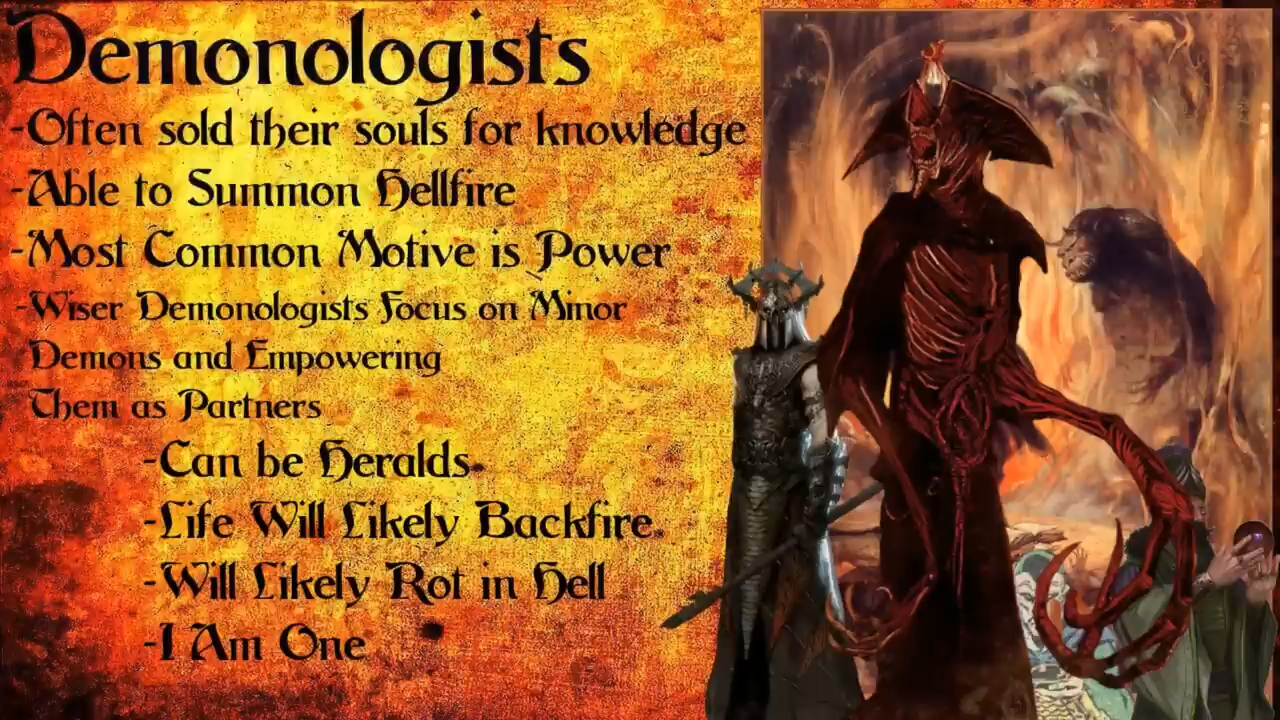 Demonologists
-Often sold their souls for knowledge
-Able to Summon Hellfire
-Most Common Motive is Power
-Wiser Demonologists Focus on Minor
Demons and Empowering
Them as Partners
-Can be Heralds
-Life Will Likely Backfire
-Will Likely Rot in Hell
-I Am One